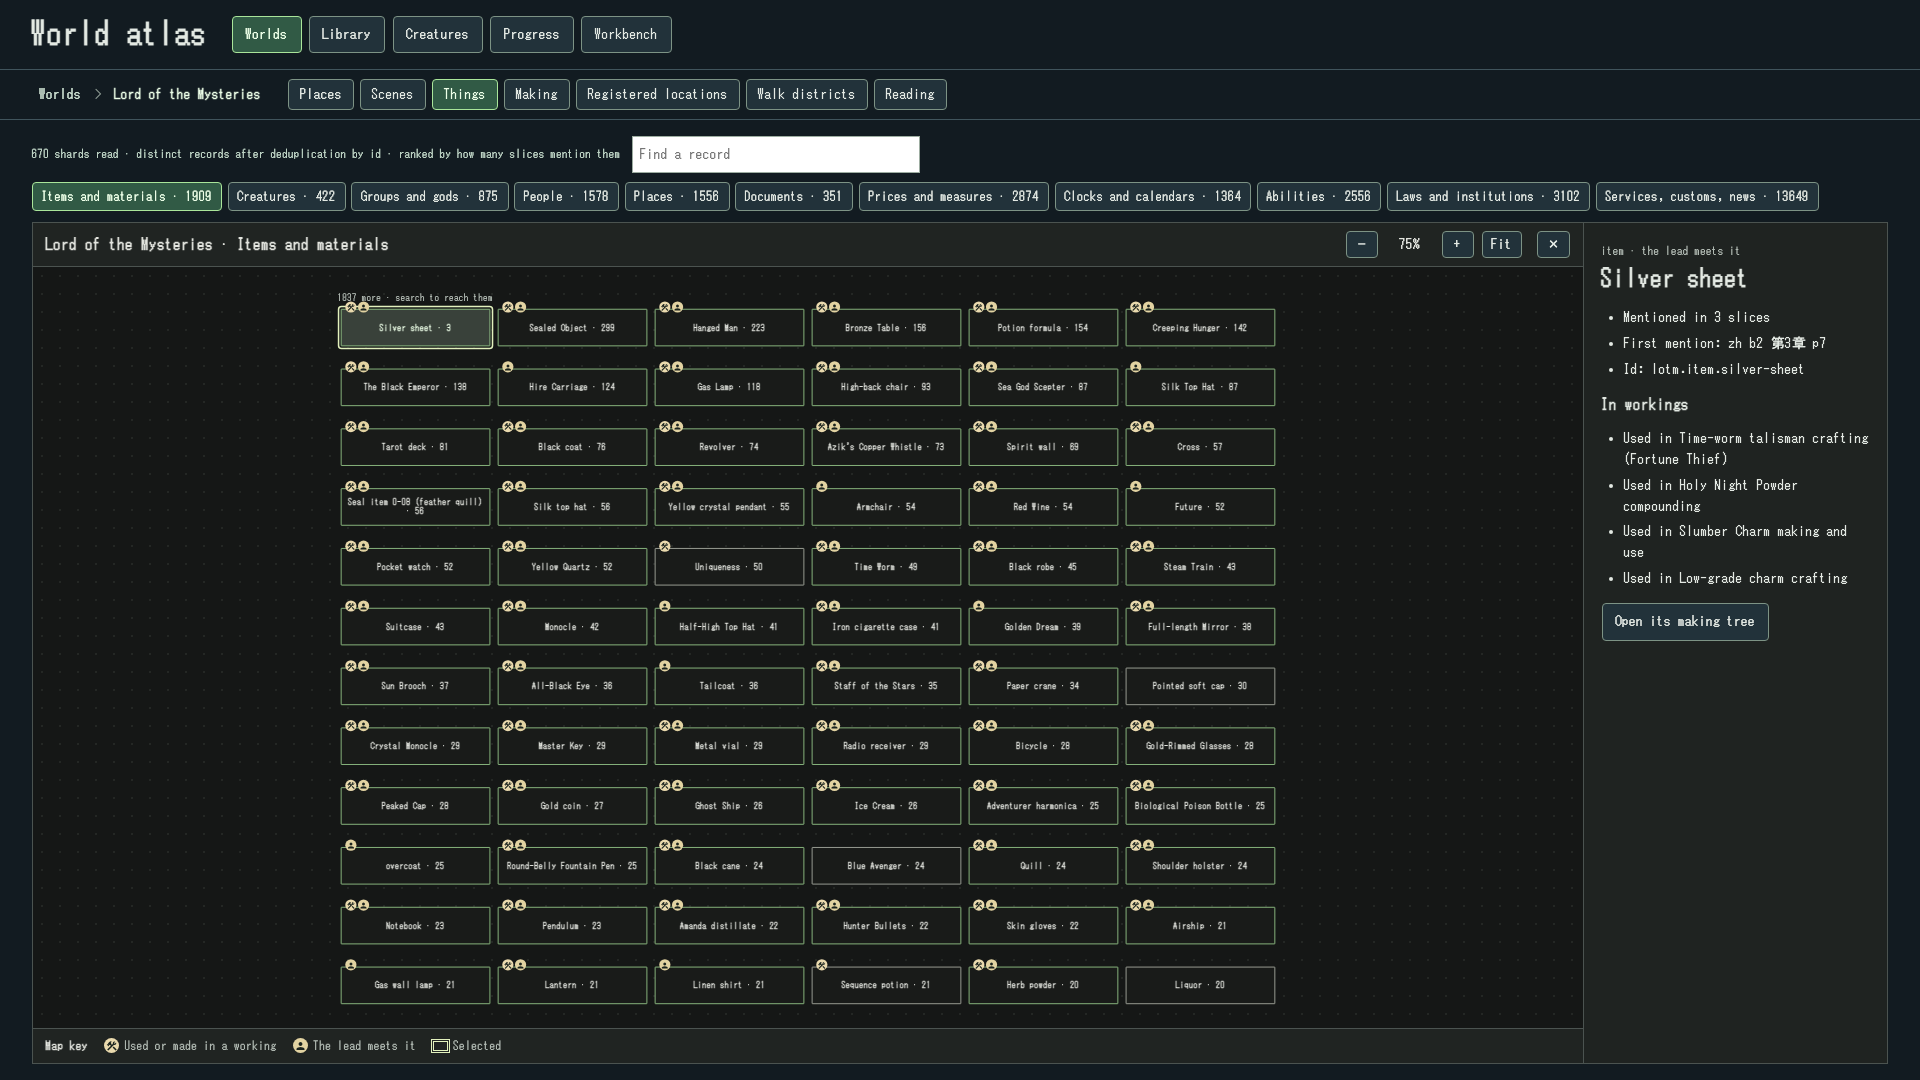 World atlas
Worlds
Library
Creatures
Progress
Workbench
Worlds
Lord of the Mysteries
Places
Scenes
Things
Making
Registered locations
Walk districts
Reading
670 shards read · distinct records after deduplication by id · ranked by how many slices mention them
Find a record
Items and materials · 1909
Creatures · 422
Groups and gods · 875
People · 1578
Places · 1556
Documents · 351
Prices and measures · 2874
Clocks and calendars · 1364
Abilities · 2556
Laws and institutions · 3102
Services, customs, news · 13649
Lord of the Mysteries · Items and materials
−
75%
+
Fit
×
1837 more · search to reach them
Silver sheet · 3
Sealed Object · 299
Hanged Man · 223
Bronze Table · 156
Potion formula · 154
Creeping Hunger · 142
The Black Emperor · 138
Hire Carriage · 124
Gas Lamp · 118
High-back chair · 93
Sea God Scepter · 87
Silk Top Hat · 87
Tarot deck · 81
Black coat · 76
Revolver · 74
Azik's Copper Whistle · 73
Spirit wall · 69
Cross · 57
Seal item 0-08 (feather quill)
· 56
Silk top hat · 56
Yellow crystal pendant · 55
Armchair · 54
Red Wine · 54
Future · 52
Pocket watch · 52
Yellow Quartz · 52
Uniqueness · 50
Time Worm · 49
Black robe · 45
Steam Train · 43
Suitcase · 43
Monocle · 42
Half-High Top Hat · 41
Iron cigarette case · 41
Golden Dream · 39
Full-length Mirror · 38
Sun Brooch · 37
All-Black Eye · 36
Tailcoat · 36
Staff of the Stars · 35
Paper crane · 34
Pointed soft cap · 30
Crystal Monocle · 29
Master Key · 29
Metal vial · 29
Radio receiver · 29
Bicycle · 28
Gold-Rimmed Glasses · 28
Peaked Cap · 28
Gold coin · 27
Ghost Ship · 26
Ice Cream · 26
Adventurer harmonica · 25
Biological Poison Bottle · 25
overcoat · 25
Round-Belly Fountain Pen · 25
Black cane · 24
Blue Avenger · 24
Quill · 24
Shoulder holster · 24
Notebook · 23
Pendulum · 23
Amanda distillate · 22
Hunter Bullets · 22
Skin gloves · 22
Airship · 21
Gas wall lamp · 21
Lantern · 21
Linen shirt · 21
Sequence potion · 21
Herb powder · 20
Liquor · 20
Map key
Used or made in a working
The lead meets it
Selected
item · the lead meets it
Silver sheet
• Mentioned in 3 slices
• First mention: zh b2 第3章 p7
• Id: lotm.item.silver-sheet
In workings
• Used in Time-worm talisman crafting
(Fortune Thief)
• Used in Holy Night Powder
compounding
• Used in Slumber Charm making and
use
• Used in Low-grade charm crafting
Open its making tree